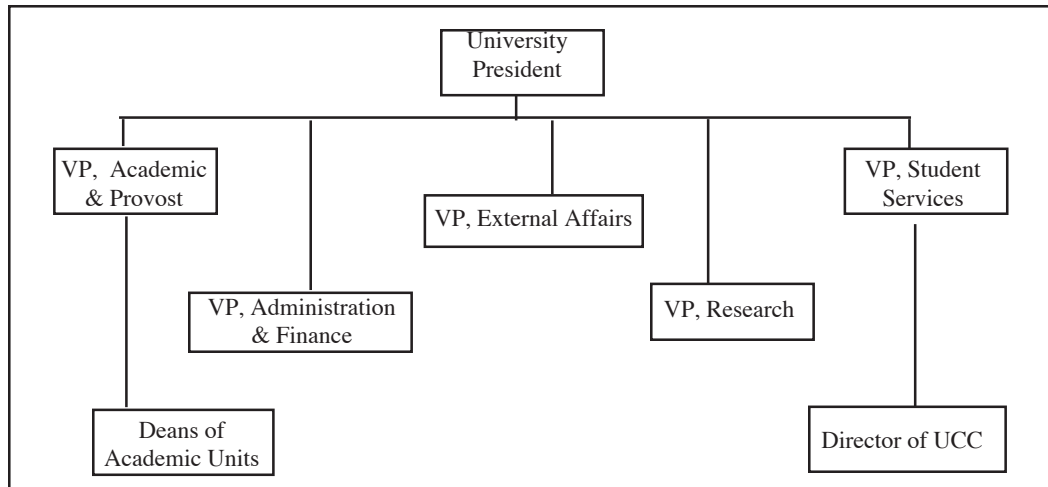 University
President
VP, Academic
& Provost
VP, Student
Services
VP, External Affairs
VP, Administration
& Finance
VP, Research
Deans of
Academic Units
Director of UCC